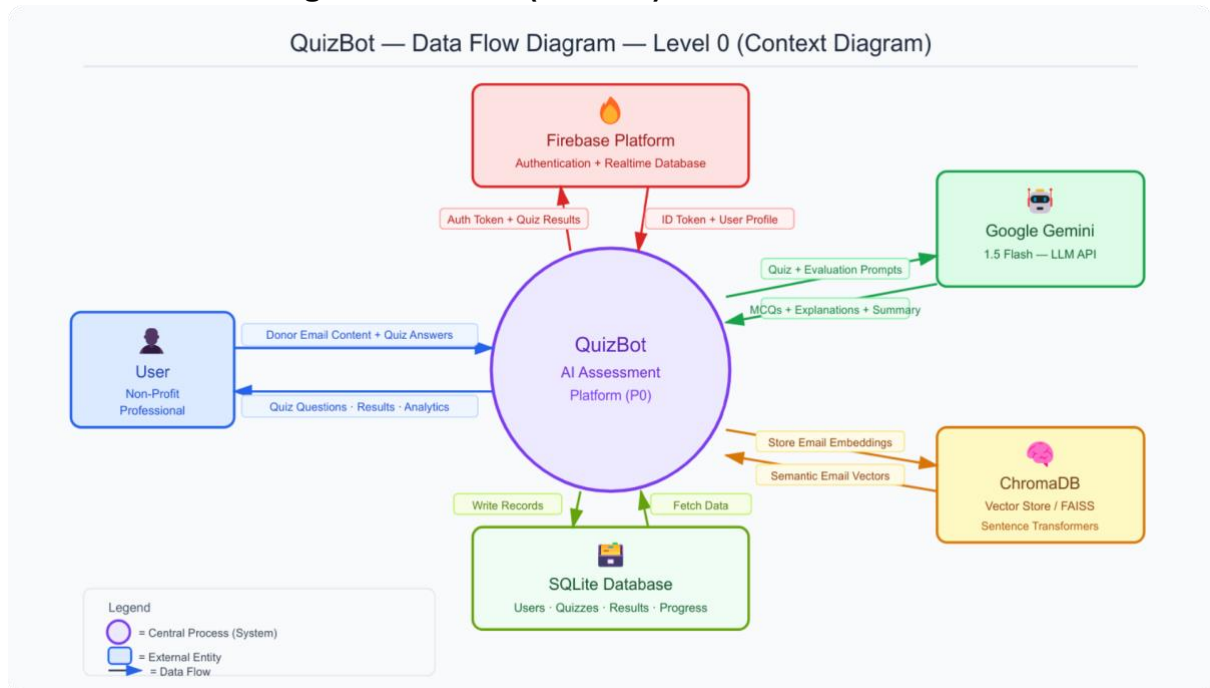 QuizBot — Data Flow Diagram — Level 0 (Context Diagram)
Firebase Platform
Authentication + Realtime Database
Auth Token + Quiz Results
ID Token + User Profile
Google Gemini
1.5 Flash — LLM API
Quiz + Evaluation Prompts
MCQs + Explanations + Summary
User
Non-Profit
Professional
Donor Email Content + Quiz Answers
Quiz Questions · Results · Analytics
QuizBot
AI Assessment
Platform (P0)
Store Email Embeddings
Semantic Email Vectors
ChromaDB
Vector Store / FAISS
Sentence Transformers
Write Records
Fetch Data
SQLite Database
Users · Quizzes · Results · Progress
Legend
= Central Process (System)
= External Entity
= Data Flow